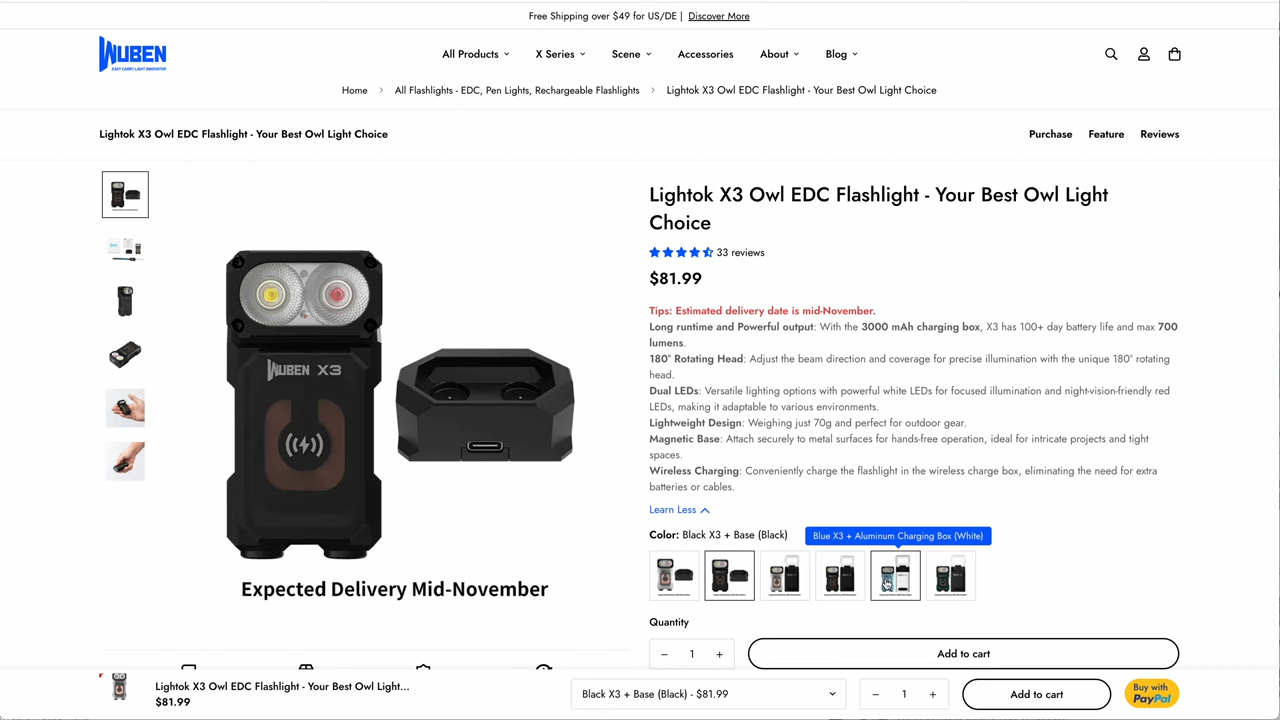 Free Shipping over $49 for US/DE | Discover More
WUBEN
EASY CARRY LIGHT INNOVATOR
All Products
X Series
Scene
Accessories
About
Blog
Home > All Flashlights - EDC, Pen Lights, Rechargeable Flashlights > Lightok X3 Owl EDC Flashlight - Your Best Owl Light Choice
Lightok X3 Owl EDC Flashlight - Your Best Owl Light Choice
Purchase
Feature
Reviews
WUBEN X3
Expected Delivery Mid-November
Lightok X3 Owl EDC Flashlight - Your Best Owl Light
Choice
33 reviews
$81.99
Tips: Estimated delivery date is mid-November.
Long runtime and Powerful output: With the 3000 mAh charging box, X3 has 100+ day battery life and max 700
lumens.
180° Rotating Head: Adjust the beam direction and coverage for precise illumination with the unique 180° rotating
head.
Dual LEDs: Versatile lighting options with powerful white LEDs for focused illumination and night-vision-friendly red
LEDs, making it adaptable to various environments.
Lightweight Design: Weighing just 70g and perfect for outdoor gear.
Magnetic Base: Attach securely to metal surfaces for hands-free operation, ideal for intricate projects and tight
spaces.
Wireless Charging: Conveniently charge the flashlight in the wireless charge box, eliminating the need for extra
batteries or cables.
Learn Less
Color: Black X3 + Base (Black)
Blue X3 + Aluminum Charging Box (White)
Quantity
− 1 +
Add to cart
Lightok X3 Owl EDC Flashlight - Your Best Owl Light...
$81.99
Black X3 + Base (Black) - $81.99
− 1 +
Add to cart
Buy with
PayPal